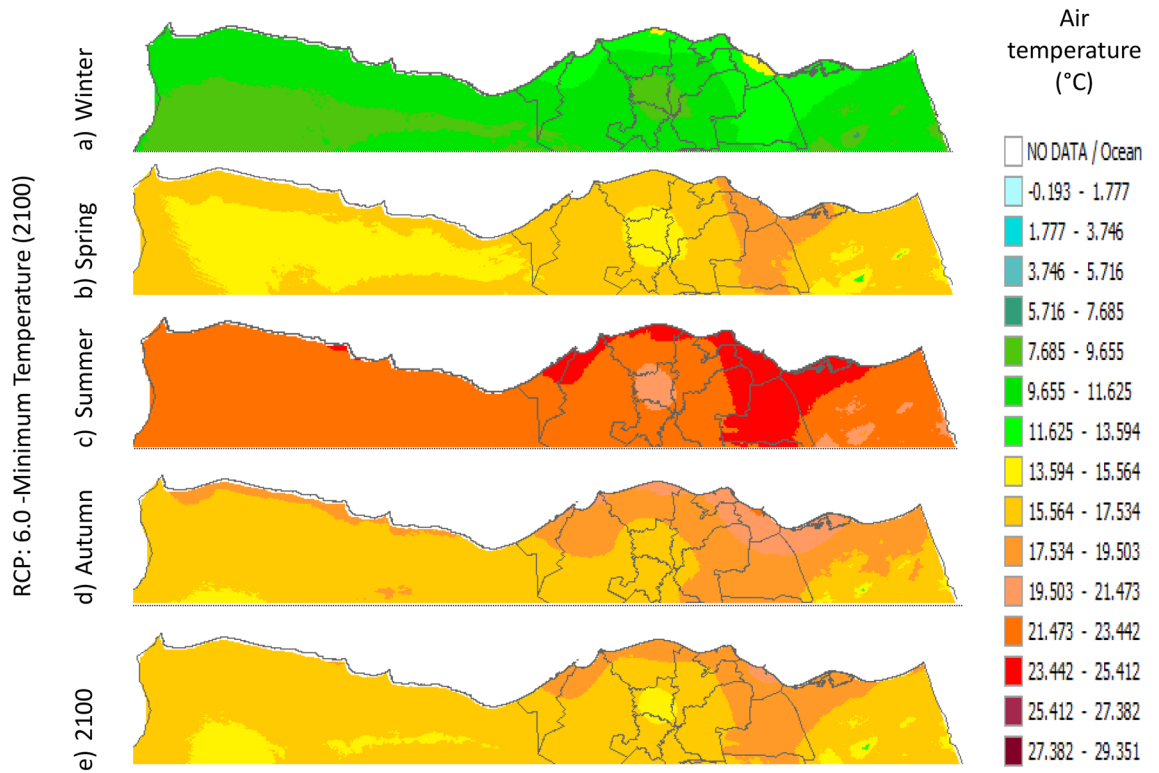 RCP: 6.0 -Minimum Temperature (2100)
a) Winter
b) Spring
c) Summer
d) Autumn
e) 2100
Air
temperature
(°C)
NO DATA / Ocean
-0.193 - 1.777
1.777 - 3.746
3.746 - 5.716
5.716 - 7.685
7.685 - 9.655
9.655 - 11.625
11.625 - 13.594
13.594 - 15.564
15.564 - 17.534
17.534 - 19.503
19.503 - 21.473
21.473 - 23.442
23.442 - 25.412
25.412 - 27.382
27.382 - 29.351